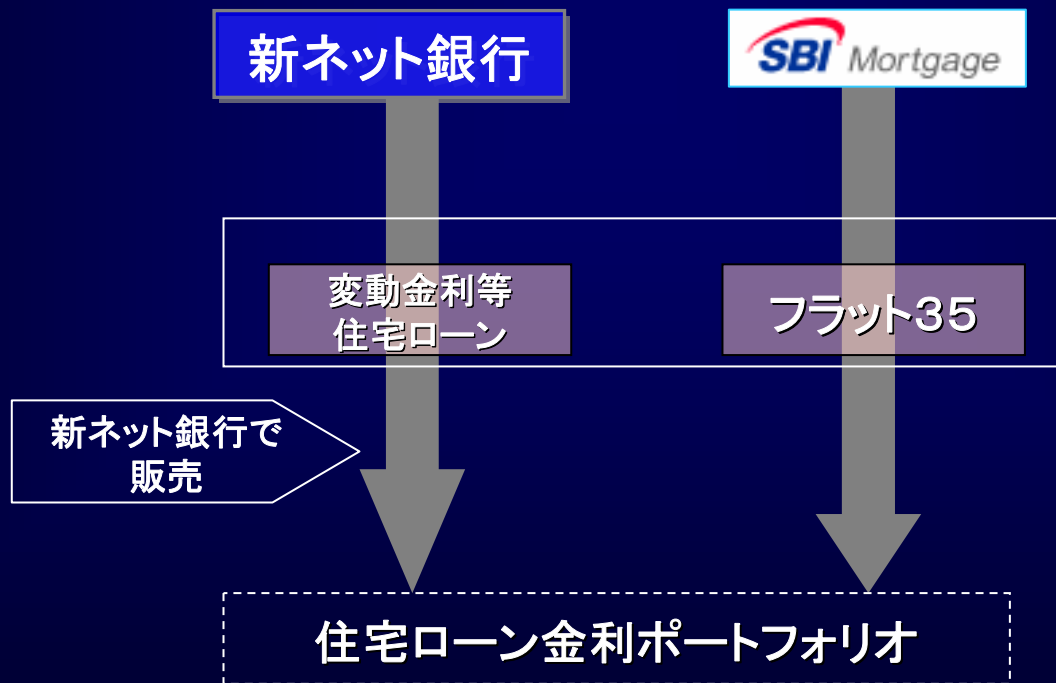 新ネット銀行
SBI Mortgage
変動金利等
住宅ローン
フラット35
新ネット銀行で
販売
住宅ローン金利ポートフォリオ